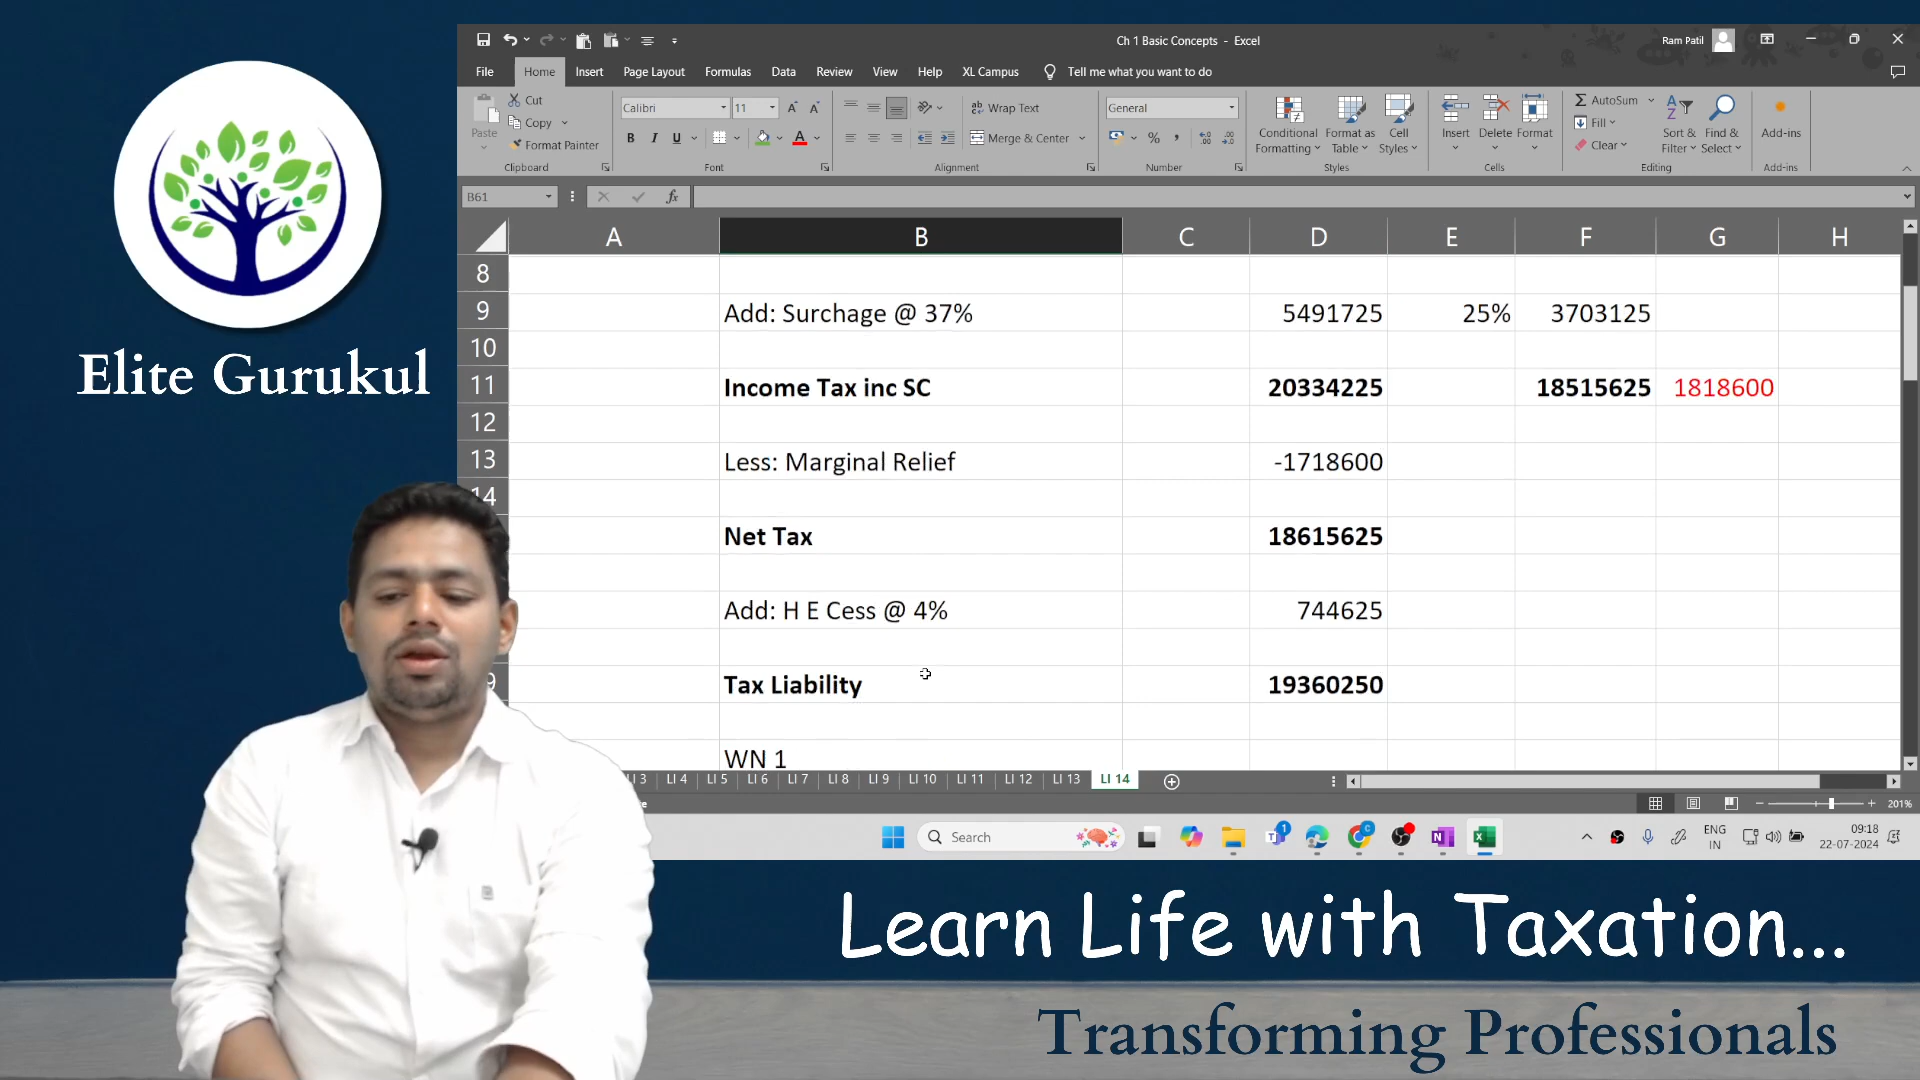 Elite Gurukul
Ch 1 Basic Concepts - Excel
Ram Patil
File Home Insert Page Layout Formulas Data Review View Help XL Campus Tell me what you want to do
Paste
Cut
Copy
Format Painter
Clipboard
Calibri 11
B I U
Font
Wrap Text
Merge & Center
Alignment
General
Number
Conditional Formatting
Format as Table
Cell Styles
Styles
Insert Delete Format
Cells
AutoSum
Fill
Clear
Sort & Filter
Find & Select
Editing
Add-ins
Add-ins
B61 fx
A B C D E F G H
8
9 Add: Surchage @ 37% 5491725 25% 3703125
10
11 Income Tax inc SC 20334225 18515625 1818600
12
13 Less: Marginal Relief -1718600
14
Net Tax 18615625
Add: H E Cess @ 4% 744625
Tax Liability 19360250
WN 1
LI 4 LI 5 LI 6 LI 7 LI 8 LI 9 LI 10 LI 11 LI 12 LI 13 LI 14
201%
Search
ENG
IN
09:18
22-07-2024
Learn Life with Taxation...
Transforming Professionals